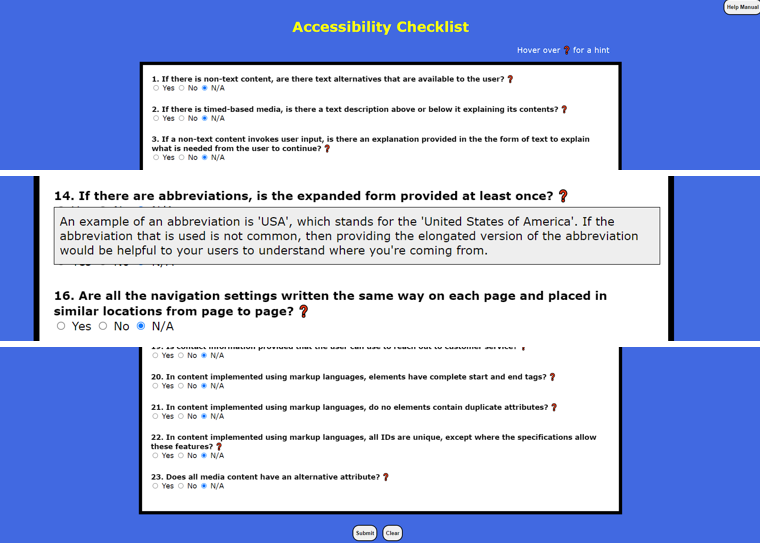 Help Manual
Accessibility Checklist
Hover over ? for a hint
1. If there is non-text content, are there text alternatives that are available to the user? ?
Yes No N/A
2. If there is timed-based media, is there a text description above or below it explaining its contents? ?
Yes No N/A
3. If a non-text content invokes user input, is there an explanation provided in the the form of text to explain
what is needed from the user to continue? ?
Yes No N/A
14. If there are abbreviations, is the expanded form provided at least once? ?
An example of an abbreviation is 'USA', which stands for the 'United States of America'. If the
abbreviation that is used is not common, then providing the elongated version of the abbreviation
would be helpful to your users to understand where you're coming from.
16. Are all the navigation settings written the same way on each page and placed in
similar locations from page to page? ?
Yes No N/A
19. Is contact information provided that the user can use to reach out to customer service? ?
Yes No N/A
20. In content implemented using markup languages, elements have complete start and end tags? ?
Yes No N/A
21. In content implemented using markup languages, do no elements contain duplicate attributes? ?
Yes No N/A
22. In content implemented using markup languages, all IDs are unique, except where the specifications allow
these features? ?
Yes No N/A
23. Does all media content have an alternative attribute? ?
Yes No N/A
Submit Clear